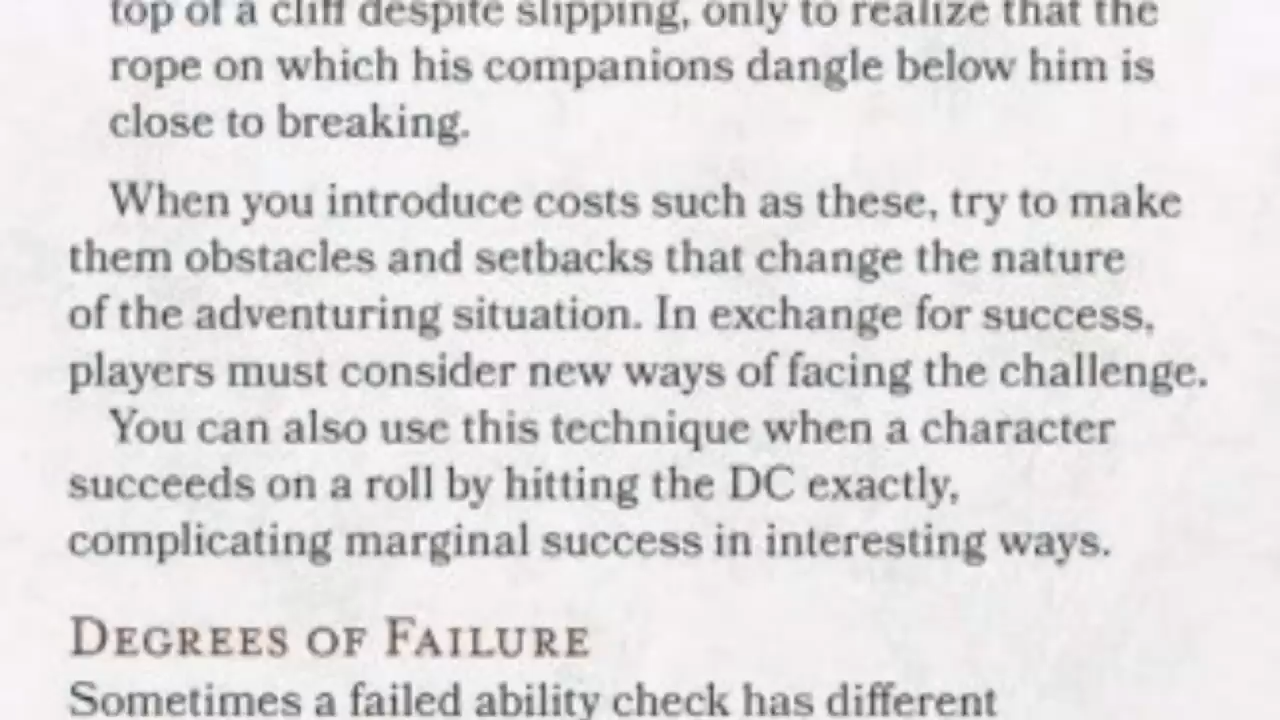 top of a cliff despite slipping, only to realize that the
rope on which his companions dangle below him is
close to breaking.
When you introduce costs such as these, try to make
them obstacles and setbacks that change the nature
of the adventuring situation. In exchange for success,
players must consider new ways of facing the challenge.
You can also use this technique when a character
succeeds on a roll by hitting the DC exactly,
complicating marginal success in interesting ways.
DEGREES OF FAILURE
Sometimes a failed ability check has different